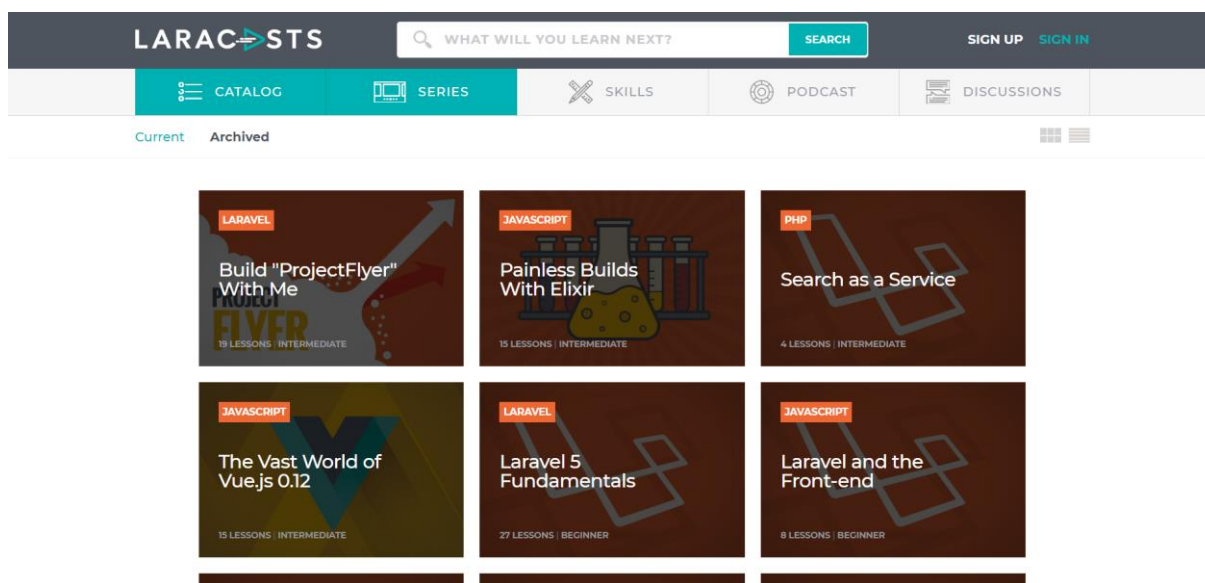 LARACASTS
WHAT WILL YOU LEARN NEXT?
SEARCH
SIGN UP SIGN IN
CATALOG
SERIES
SKILLS
PODCAST
DISCUSSIONS
Current Archived
LARAVEL
Build "ProjectFlyer"
With Me
PROJECT
FLYER
19 LESSONS | INTERMEDIATE
JAVASCRIPT
Painless Builds
With Elixir
15 LESSONS | INTERMEDIATE
PHP
Search as a Service
4 LESSONS | INTERMEDIATE
JAVASCRIPT
The Vast World of
Vue.js 0.12
15 LESSONS | INTERMEDIATE
LARAVEL
Laravel 5
Fundamentals
27 LESSONS | BEGINNER
JAVASCRIPT
Laravel and the
Front-end
8 LESSONS | BEGINNER